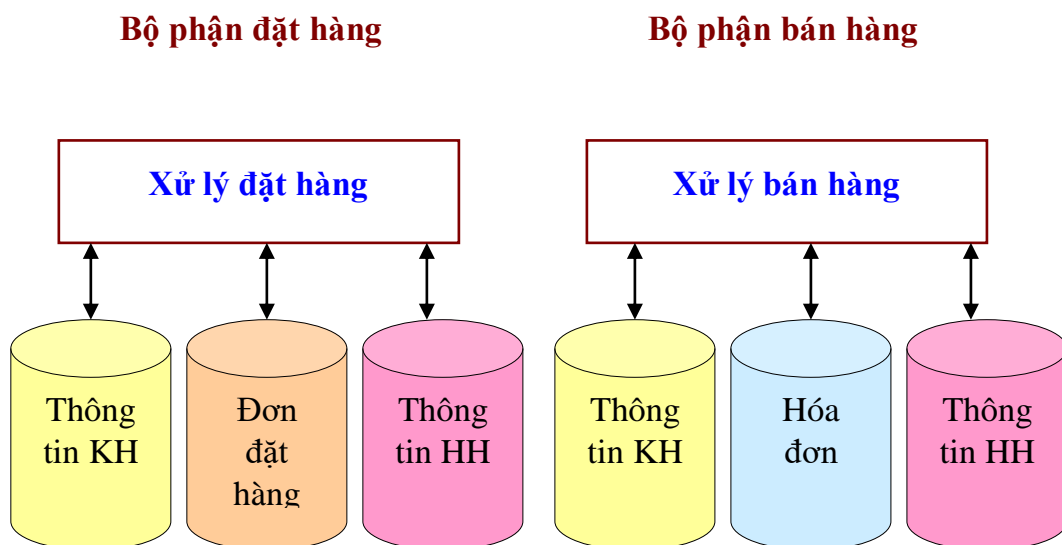 Bộ phận đặt hàng
Bộ phận bán hàng
Xử lý đặt hàng
Xử lý bán hàng
Thông
tin KH
Đơn
đặt
hàng
Thông
tin HH
Thông
tin KH
Hóa
đơn
Thông
tin HH